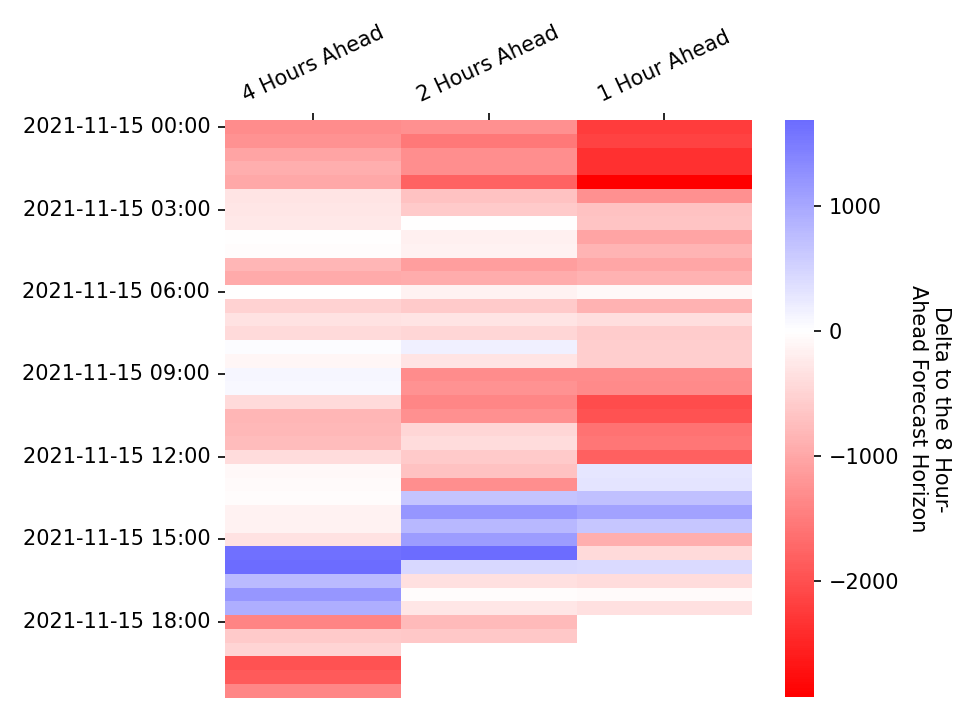 4 Hours Ahead
2 Hours Ahead
1 Hour Ahead
2021-11-15 00:00
2021-11-15 03:00
2021-11-15 06:00
2021-11-15 09:00
2021-11-15 12:00
2021-11-15 15:00
2021-11-15 18:00
1000
0
−1000
−2000
Delta to the 8 Hour-
Ahead Forecast Horizon